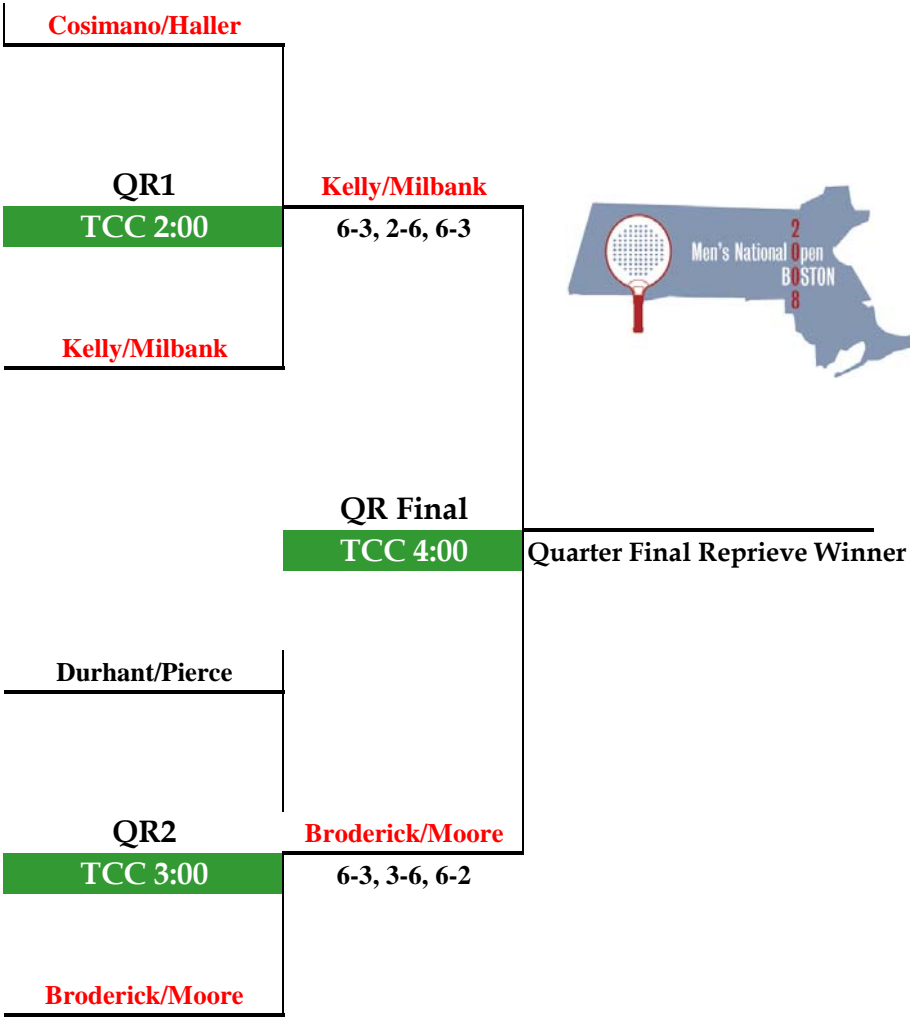 Cosimano/Haller
QR1
TCC 2:00
Kelly/Milbank
6-3, 2-6, 6-3
Kelly/Milbank
2
Men's National 0pen
0
B0STON
8
QR Final
TCC 4:00
Quarter Final Reprieve Winner
Durhant/Pierce
QR2
TCC 3:00
Broderick/Moore
6-3, 3-6, 6-2
Broderick/Moore